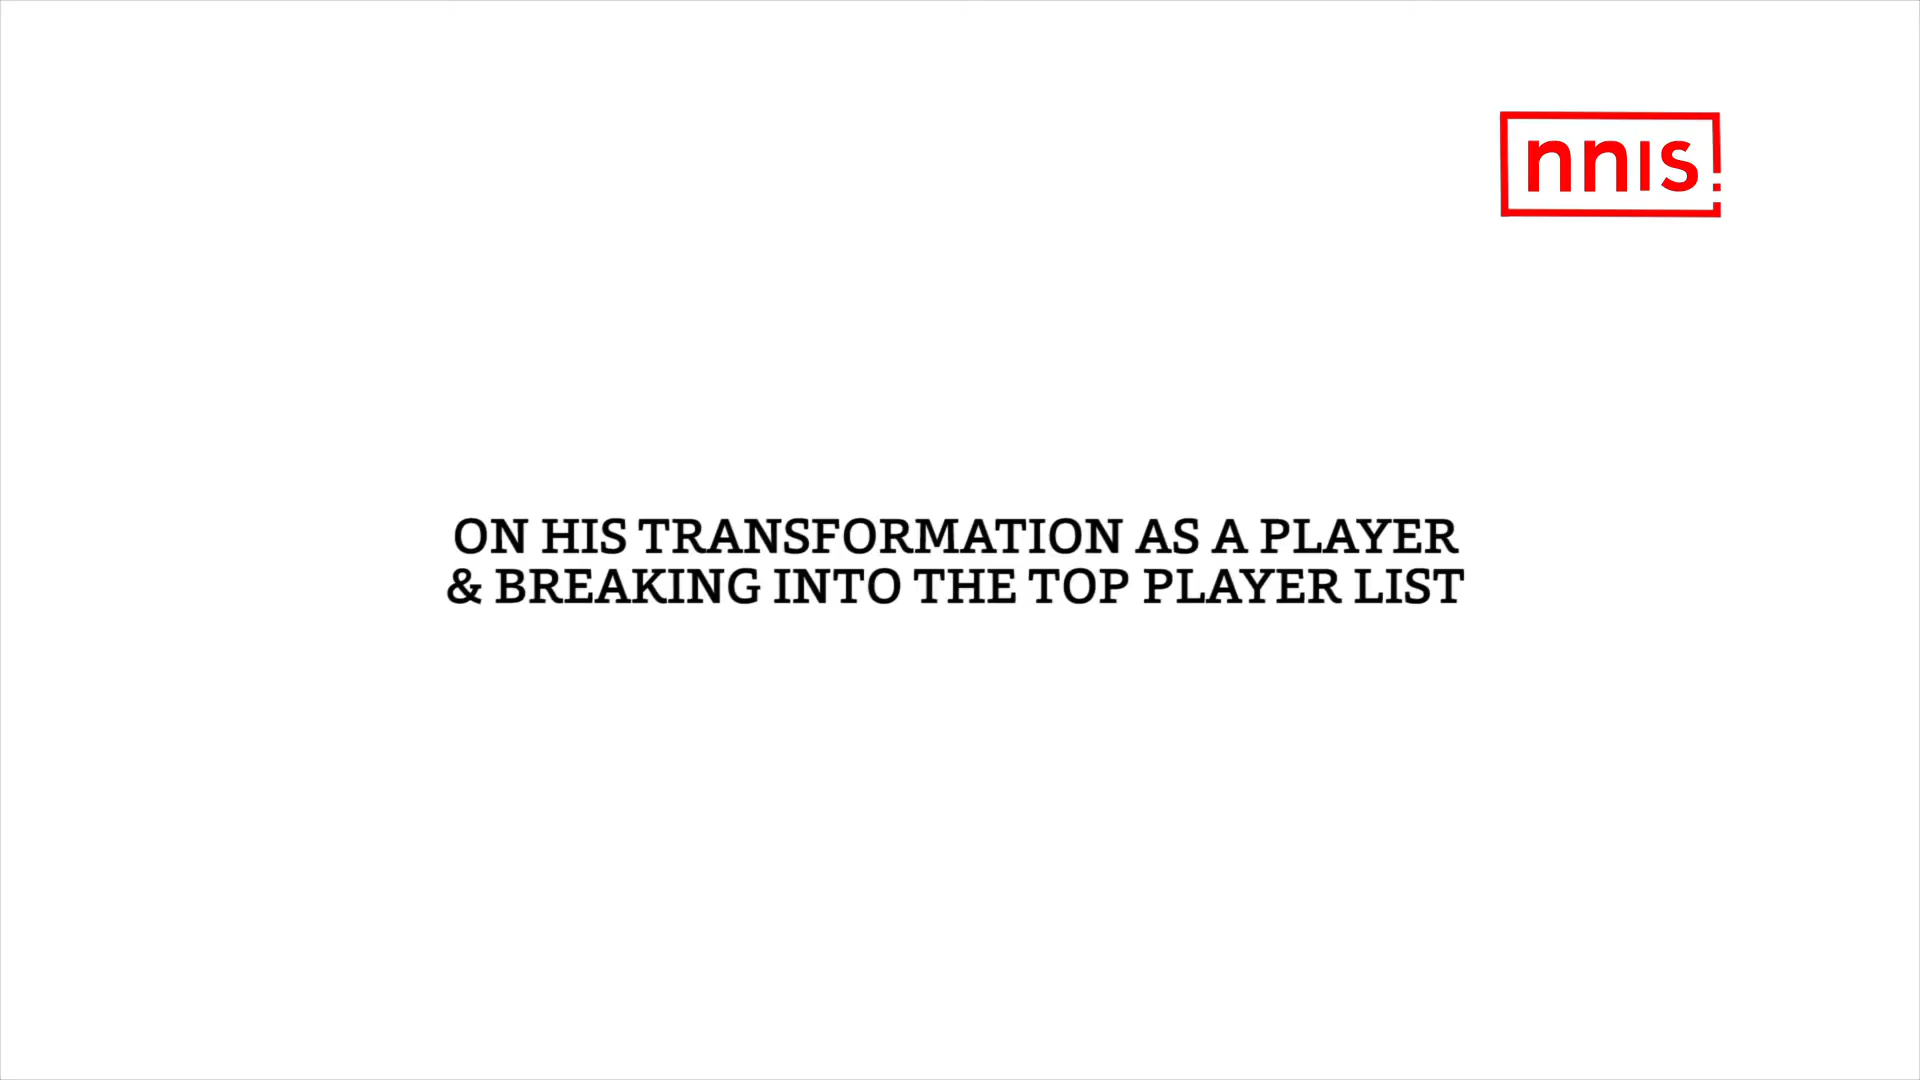 nnis!
ON HIS TRANSFORMATION AS A PLAYER
& BREAKING INTO THE TOP PLAYER LIST